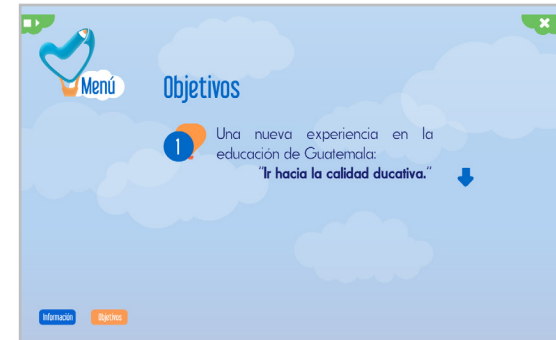 Menú
Objetivos
1
Una nueva experiencia en la
educación de Guatemala:
"Ir hacia la calidad ducativa."
Información
Objetivos